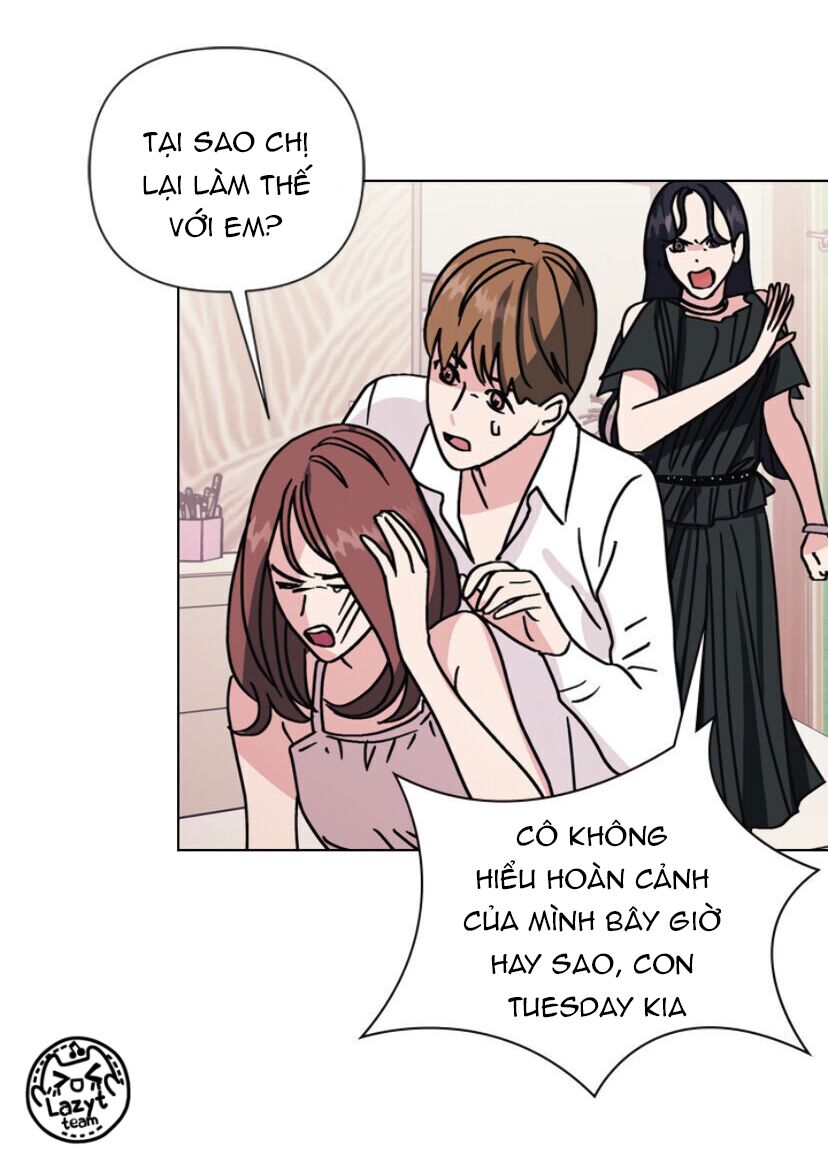 TẠI SAO CHỊ
LẠI LÀM THẾ
VỚI EM?
CÔ KHÔNG
HIỂU HOÀN CẢNH
CỦA MÌNH BÂY GIỜ
HAY SAO, CON
TUESDAY KIA
Lazyt
team